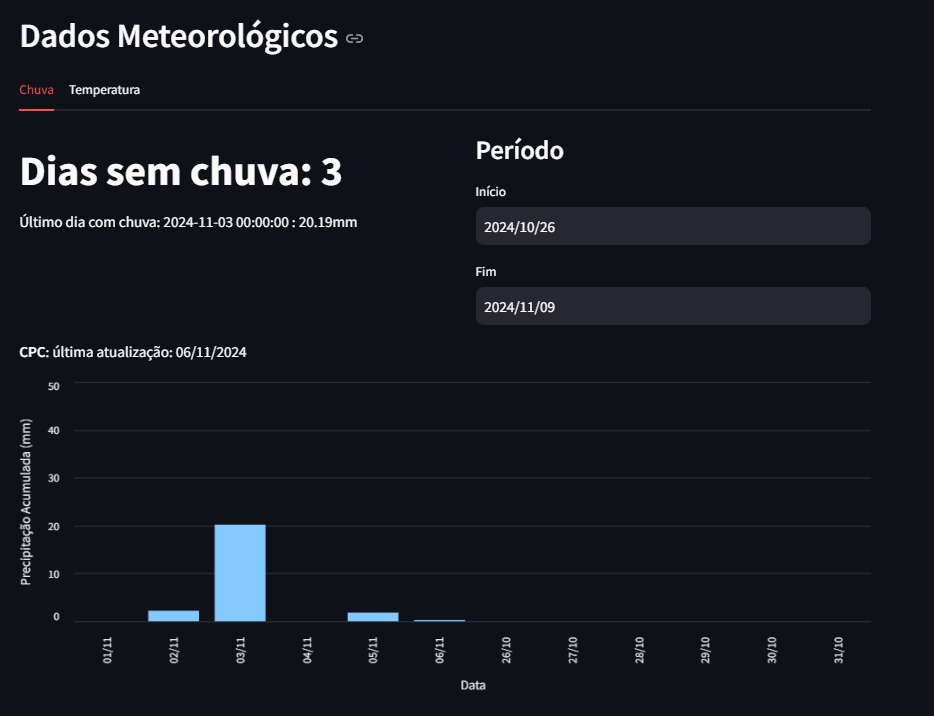 Dados Meteorológicos
Chuva Temperatura
Dias sem chuva: 3
Último dia com chuva: 2024-11-03 00:00:00 : 20.19mm
Período
Início
2024/10/26
Fim
2024/11/09
CPC: última atualização: 06/11/2024
Precipitação Acumulada (mm)
50
40
30
20
10
0
01/11 02/11 03/11 04/11 05/11 06/11 26/10 27/10 28/10 29/10 30/10 31/10
Data